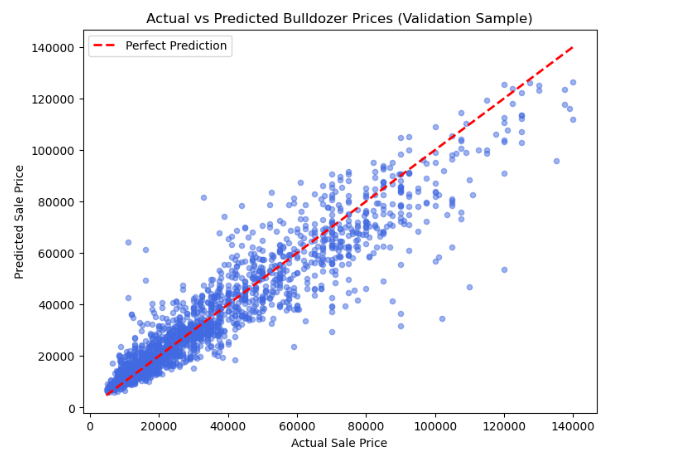 Actual vs Predicted Bulldozer Prices (Validation Sample)
Perfect Prediction
Predicted Sale Price
140000
120000
100000
80000
60000
40000
20000
0
0 20000 40000 60000 80000 100000 120000 140000
Actual Sale Price